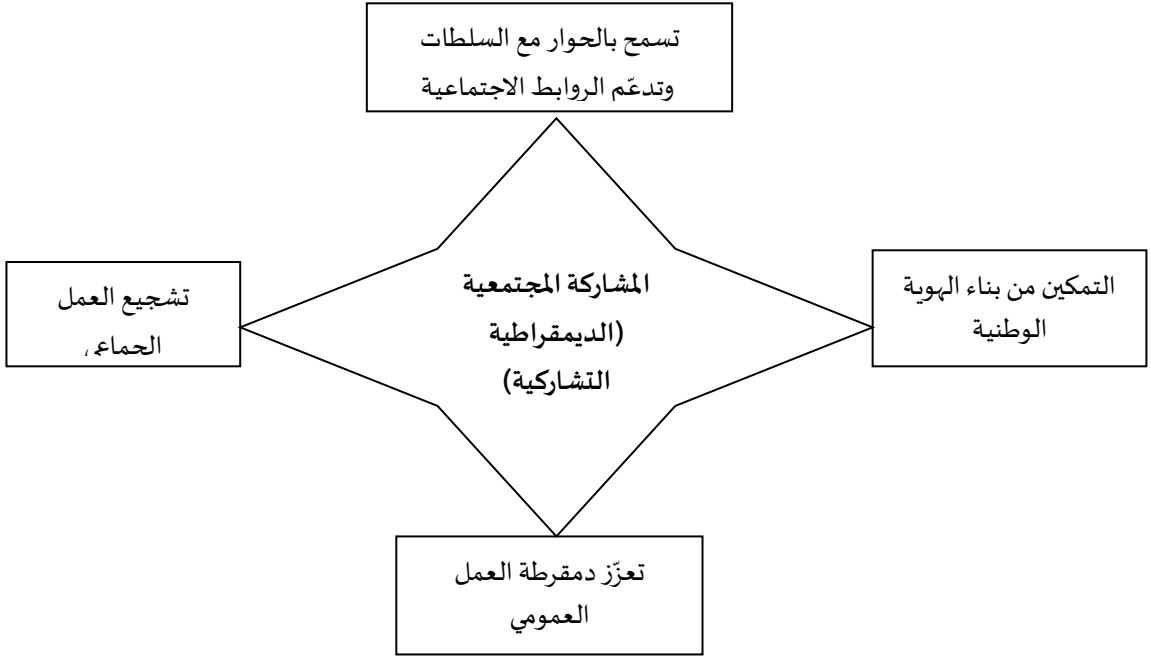 تسمح بالحوار مع السلطات
وتدعّم الروابط الاجتماعية
التمكين من بناء الهوية
الوطنية
المشاركة المجتمعية
(الديمقراطية
التشاركية)
تشجيع العمل
الجماعي
تعزّز دمقرطة العمل
العمومي